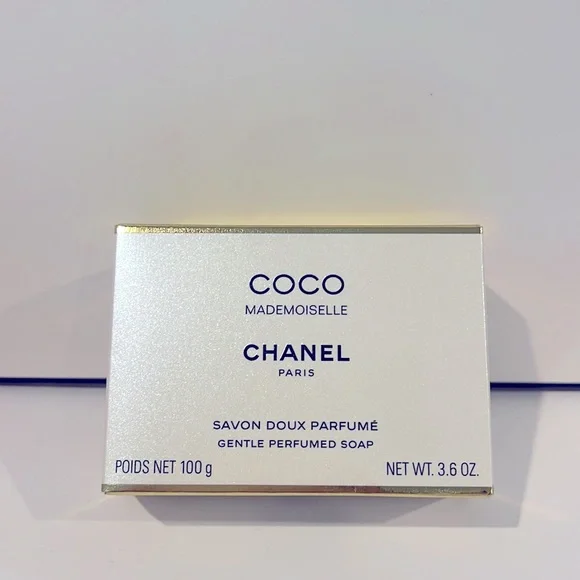 COCO
MADEMOISELLE
CHANEL
PARIS
SAVON DOUX PARFUMÉ
GENTLE PERFUMED SOAP
POIDS NET 100 g NET WT. 3.6 OZ.